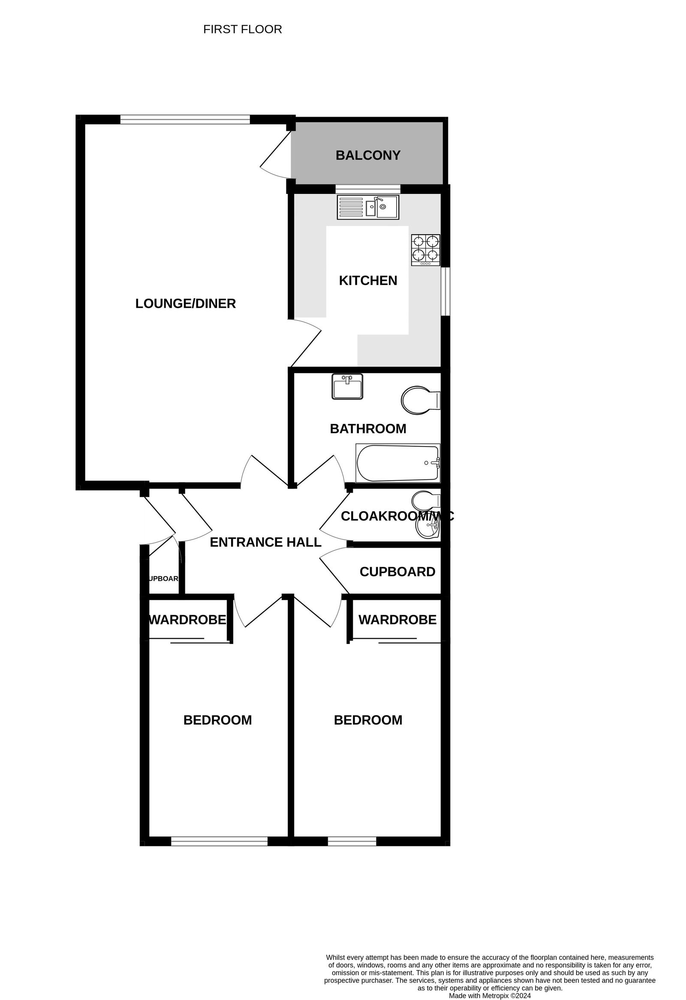 FIRST FLOOR
BALCONY
KITCHEN
LOUNGE/DINER
BATHROOM
CLOAKROOM/WC
ENTRANCE HALL
CUPBOARD
UPBOAR
WARDROBE
WARDROBE
BEDROOM
BEDROOM
Whilst every attempt has been made to ensure the accuracy of the floorplan contained here, measurements
of doors, windows, rooms and any other items are approximate and no responsibility is taken for any error,
omission or mis-statement. This plan is for illustrative purposes only and should be used as such by any
prospective purchaser. The services, systems and appliances shown have not been tested and no guarantee
as to their operability or efficiency can be given.
Made with Metropix ©2024